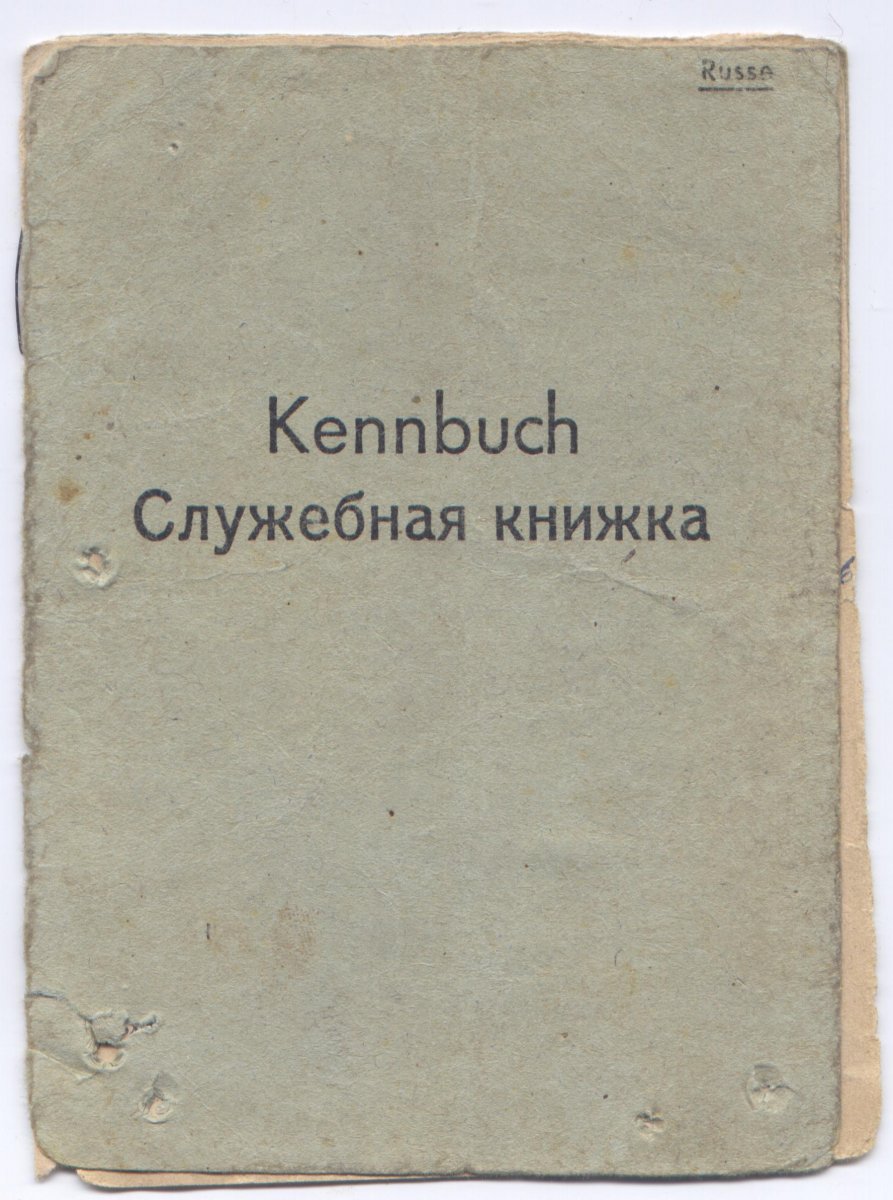 Russe
Kennbuch
Служебная книжка